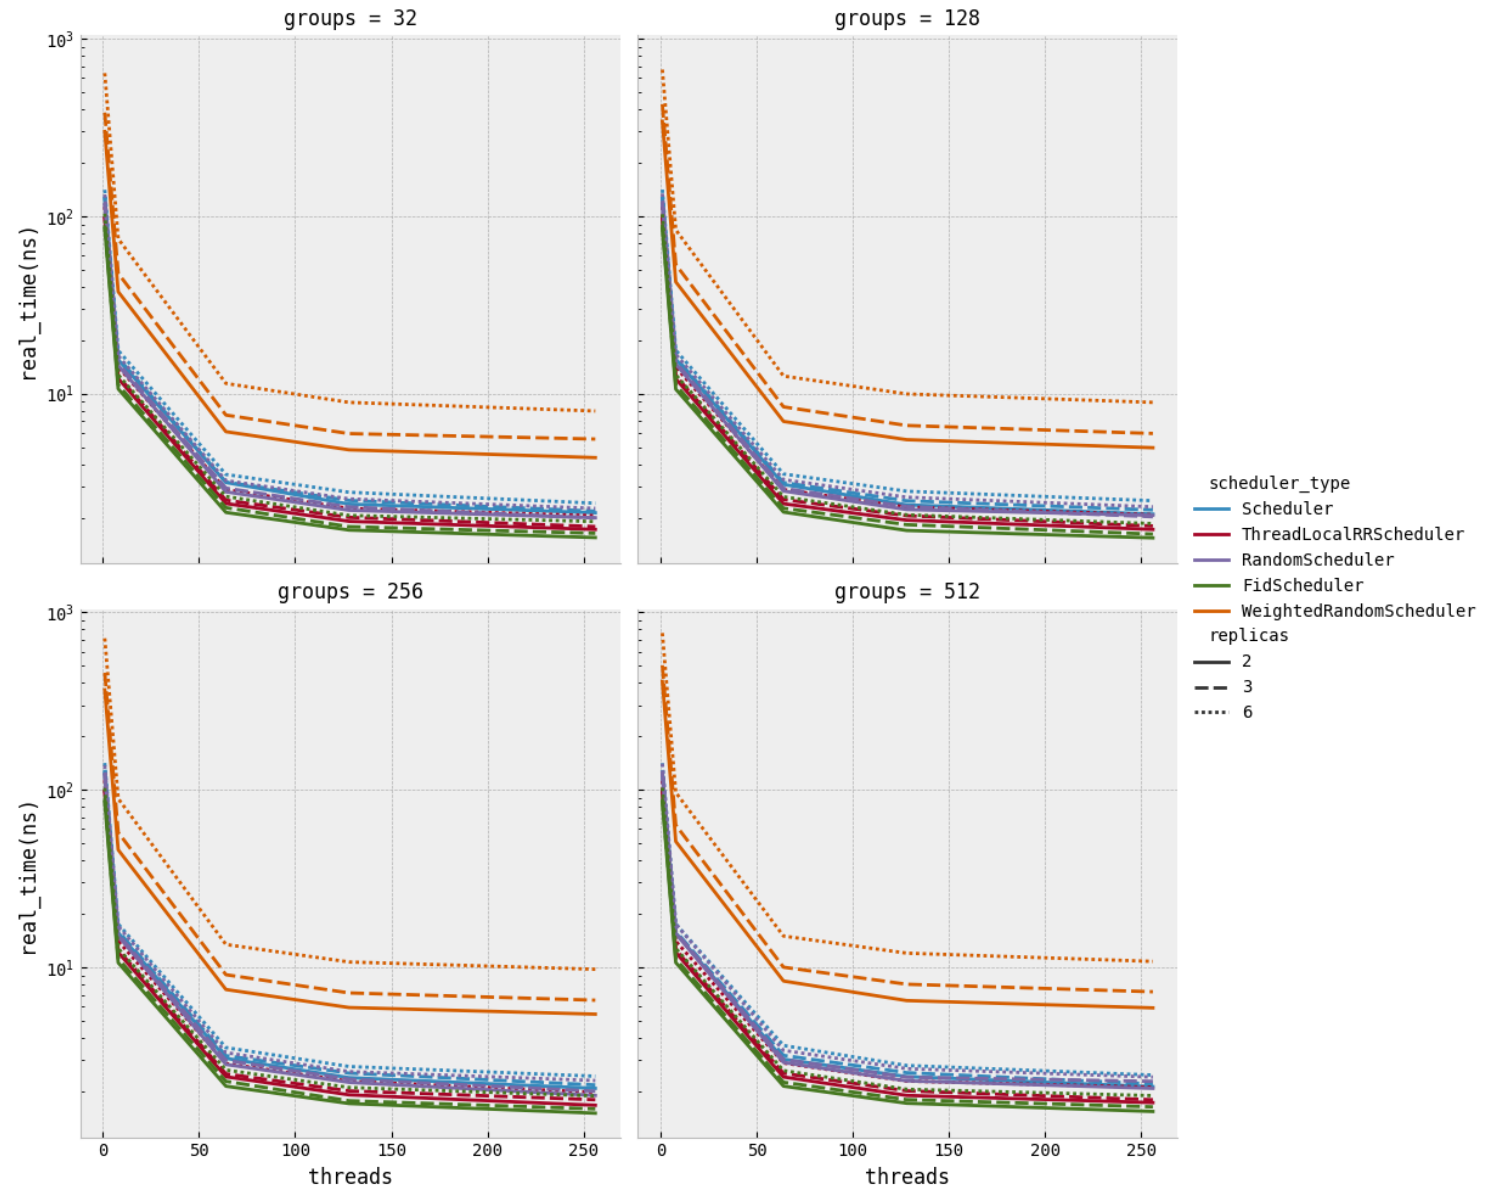 groups = 32
groups = 128
10³
10²
10¹
real_time(ns)
scheduler_type
Scheduler
ThreadLocalRRScheduler
RandomScheduler
FidScheduler
WeightedRandomScheduler
replicas
2
3
6
groups = 256
groups = 512
10³
10²
10¹
real_time(ns)
0 50 100 150 200 250
0 50 100 150 200 250
threads
threads